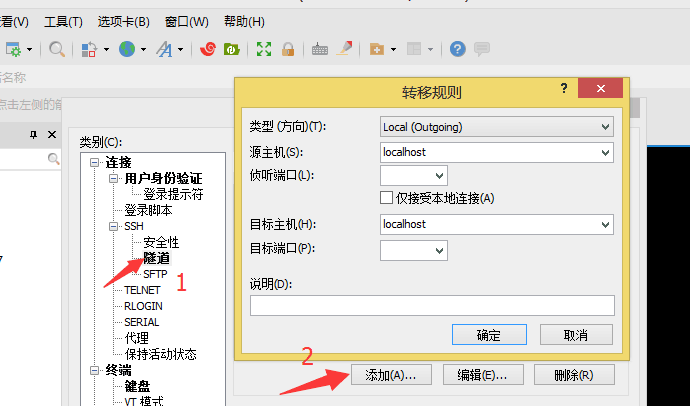 查看(V) 工具(T) 选项卡(B) 窗口(W) 帮助(H)
名称
点击左侧的
类别(C):
连接
用户身份验证
登录提示符
登录脚本
SSH
安全性
隧道
SFTP
TELNET
RLOGIN
SERIAL
代理
保持活动状态
终端
键盘
VT 模式
1
转移规则
?
类型 (方向)(T):
Local (Outgoing)
源主机(S):
localhost
侦听端口(L):
仅接受本地连接(A)
目标主机(H):
localhost
目标端口(P):
说明(D):
确定 取消
2
添加(A)... 编辑(E)... 删除(R)